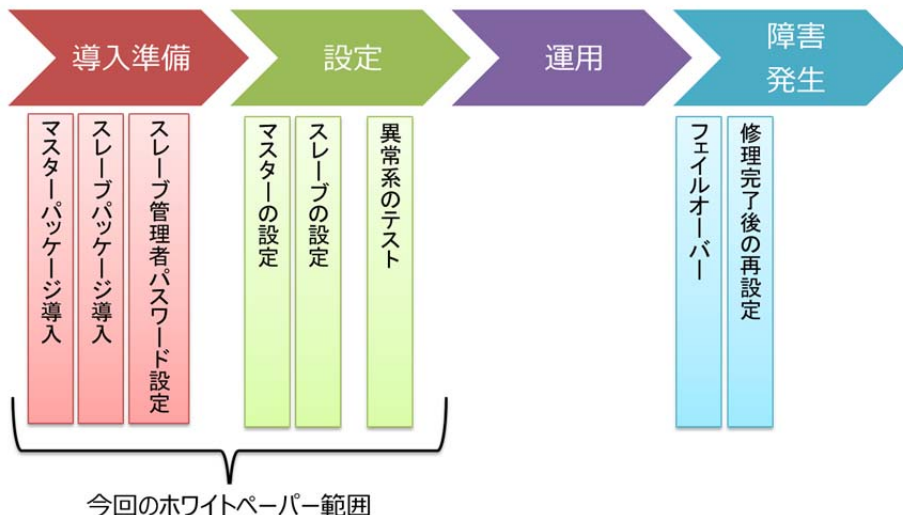 導入準備
設定
運用
障害
発生
マスターパッケージ導入
スレーブパッケージ導入
スレーブ管理者パスワード設定
マスターの設定
スレーブの設定
異常系のテスト
フェイルオーバー
修理完了後の再設定
今回のホワイトペーパー範囲